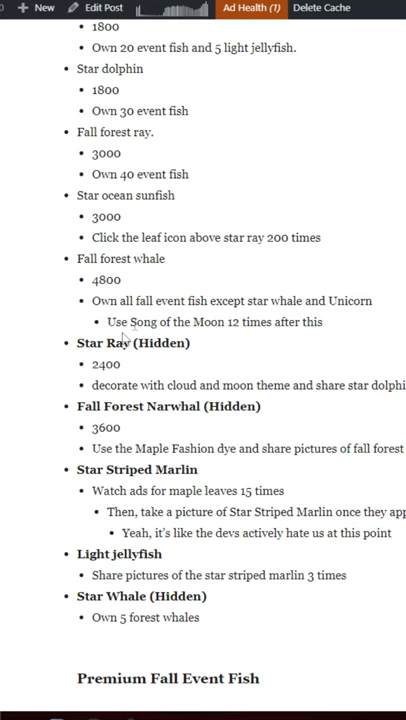 New Edit Post Ad Health (1) Delete Cache
1800
Own 20 event fish and 5 light jellyfish.
Star dolphin
1800
Own 30 event fish
Fall forest ray.
3000
Own 40 event fish
Star ocean sunfish
3000
Click the leaf icon above star ray 200 times
Fall forest whale
4800
Own all fall event fish except star whale and Unicorn
Use Song of the Moon 12 times after this
Star Ray (Hidden)
2400
decorate with cloud and moon theme and share star dolphi
Fall Forest Narwhal (Hidden)
3600
Use the Maple Fashion dye and share pictures of fall forest
Star Striped Marlin
Watch ads for maple leaves 15 times
Then, take a picture of Star Striped Marlin once they app
Yeah, it's like the devs actively hate us at this point
Light jellyfish
Share pictures of the star striped marlin 3 times
Star Whale (Hidden)
Own 5 forest whales
Premium Fall Event Fish